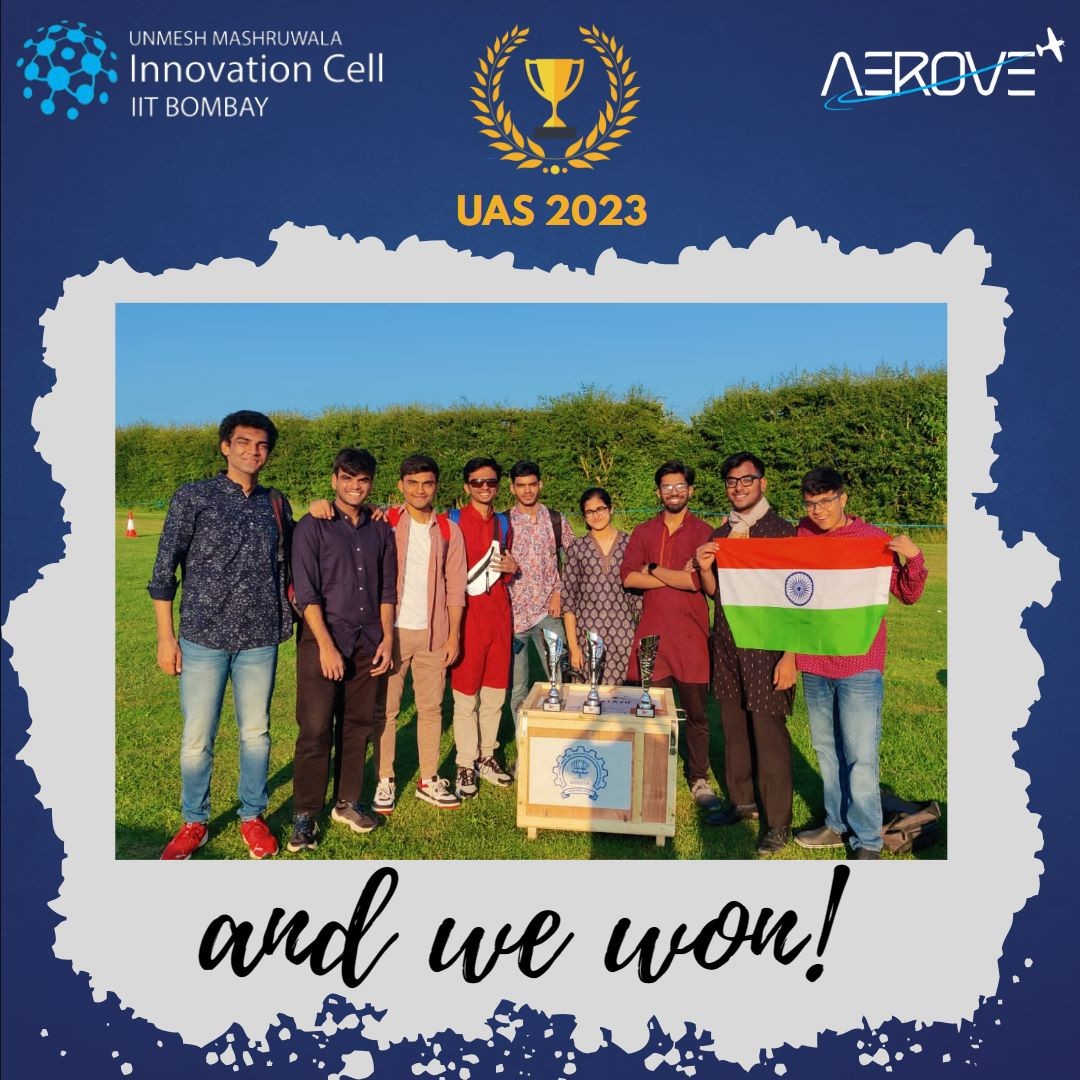 UNMESH MASHRUWALA
Innovation Cell
IIT BOMBAY
AEROVE
UAS 2023
and we won!